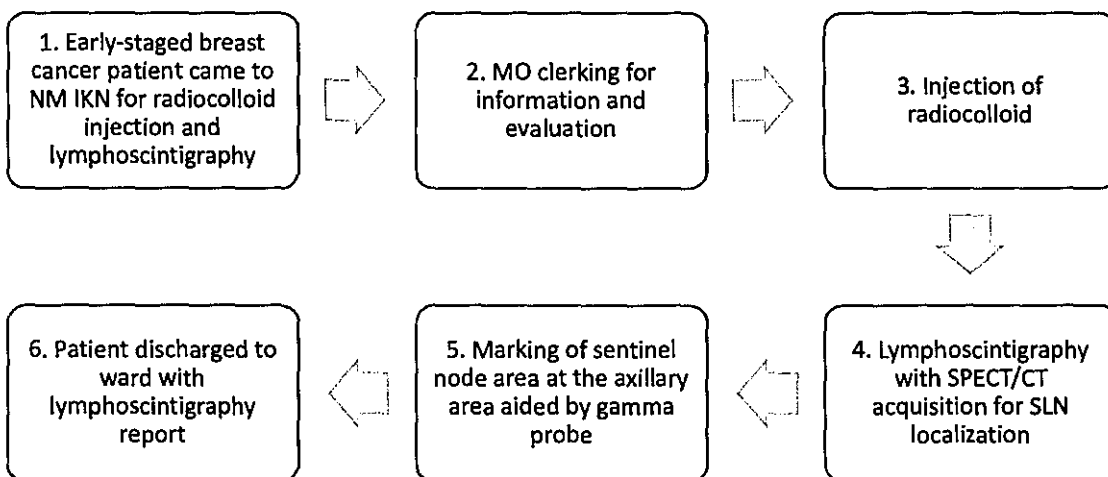 1. Early-staged breast
cancer patient came to
NM IKN for radiocolloid
injection and
lymphoscintigraphy
2. MO clerking for
information and
evaluation
3. Injection of
radiocolloid
4. Lymphoscintigraphy
with SPECT/CT
acquisition for SLN
localization
5. Marking of sentinel
node area at the axillary
area aided by gamma
probe
6. Patient discharged to
ward with
lymphoscintigraphy
report